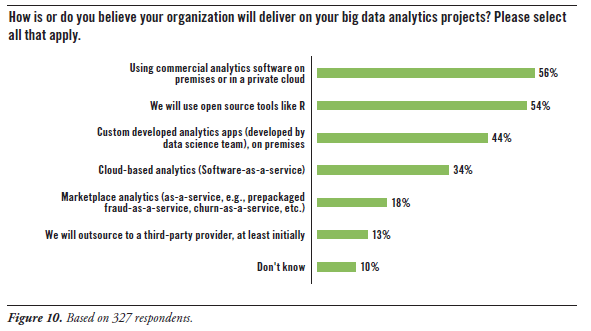 How is or do you believe your organization will deliver on your big data analytics projects? Please select
all that apply.
Using commercial analytics software on
premises or in a private cloud
56%
We will use open source tools like R
54%
Custom developed analytics apps (developed by
data science team), on premises
44%
Cloud-based analytics (Software-as-a-service)
34%
Marketplace analytics (as-a-service, e.g., prepackaged
fraud-as-a-service, churn-as-a-service, etc.)
18%
We will outsource to a third-party provider, at least initially
13%
Don't know
10%
Figure 10. Based on 327 respondents.